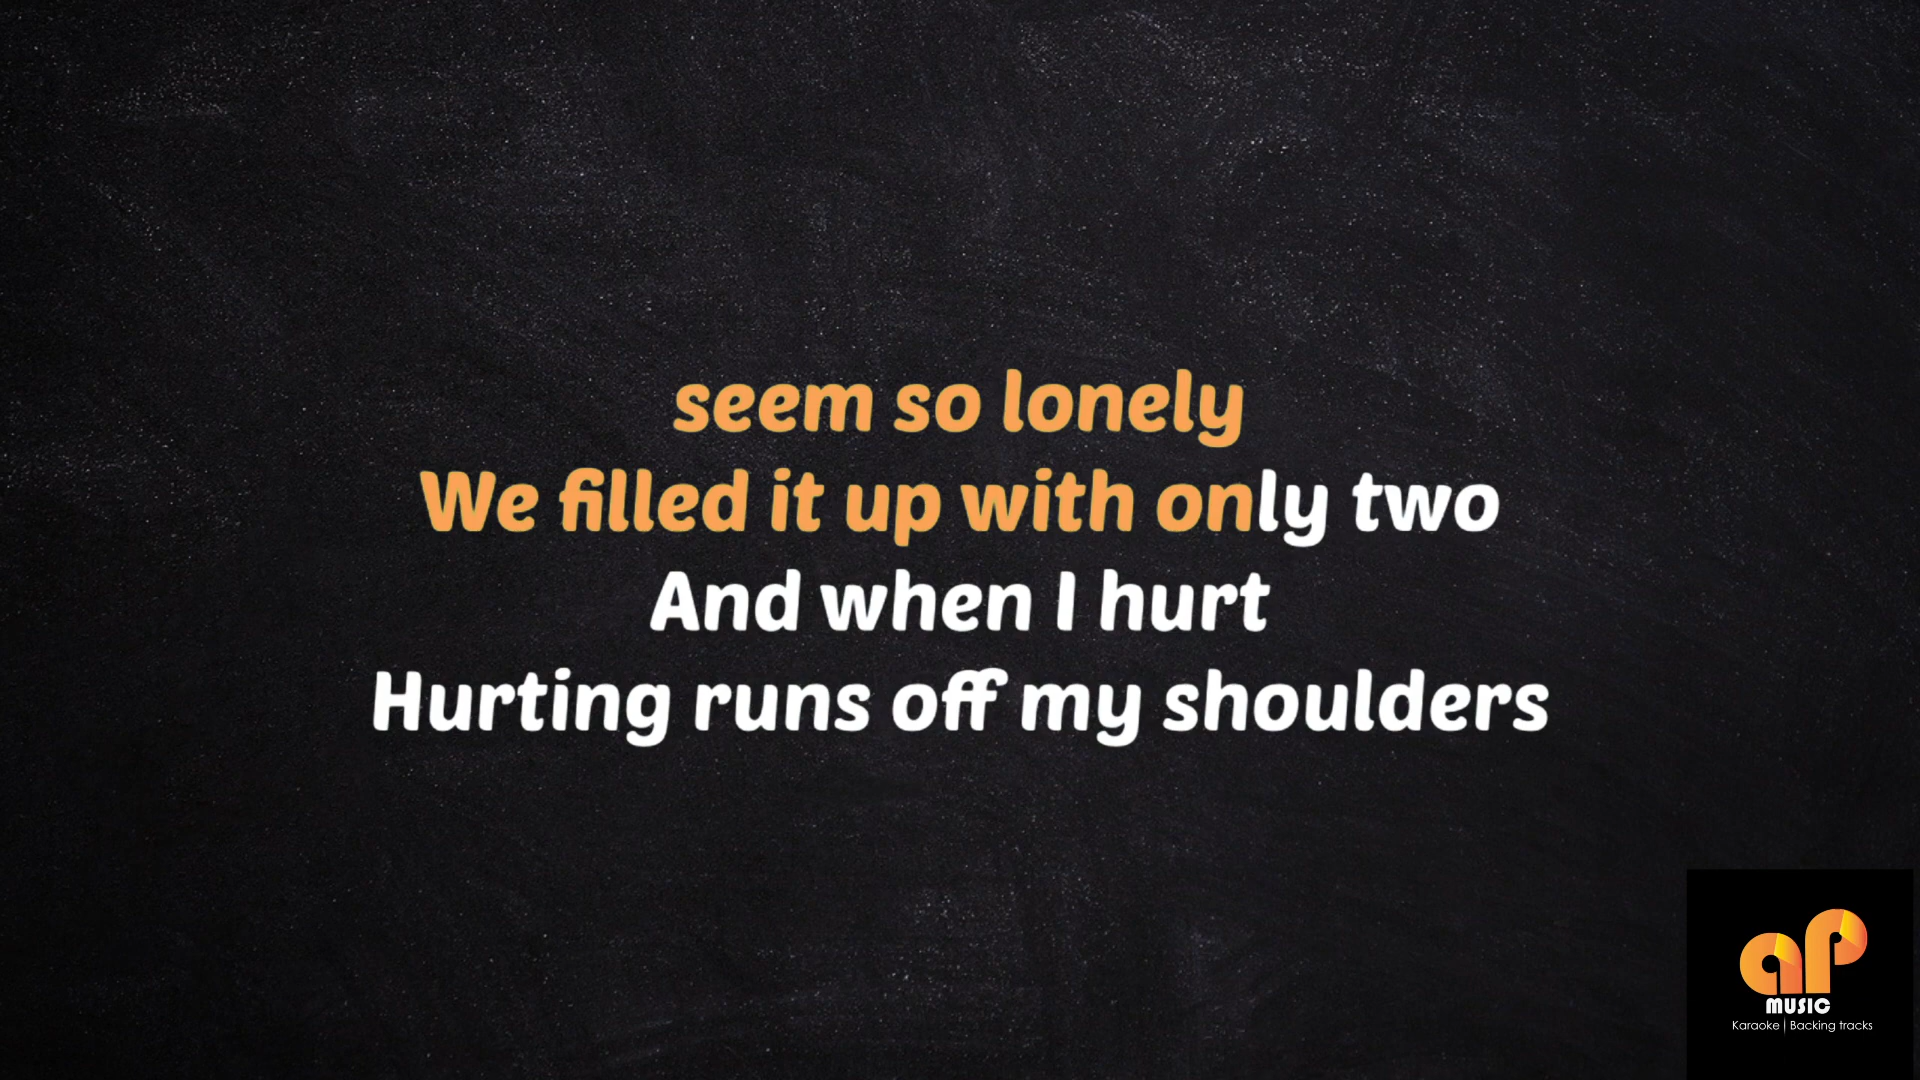 seem so lonely
We filled it up with only two
And when I hurt
Hurting runs off my shoulders
ap
MUSIC
Karaoke | Backing tracks